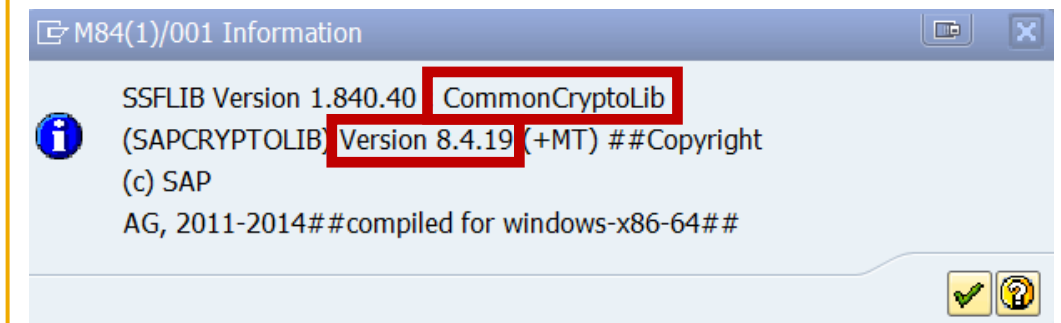 M84(1)/001 Information
SSFLIB Version 1.840.40 CommonCryptoLib
(SAPCRYPTOLIB) Version 8.4.19 (+MT) ##Copyright
(c) SAP
AG, 2011-2014##compiled for windows-x86-64##